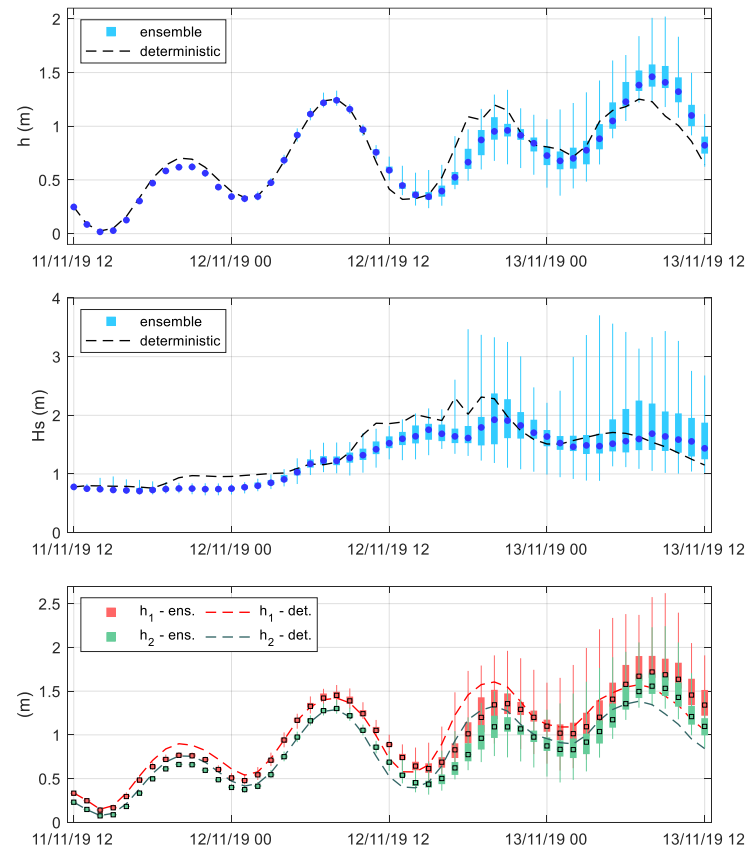 2
1.5
1
0.5
0
h (m)
ensemble
deterministic
11/11/19 12 12/11/19 00 12/11/19 12 13/11/19 00 13/11/19 12
4
3
2
1
0
Hs (m)
ensemble
deterministic
11/11/19 12 12/11/19 00 12/11/19 12 13/11/19 00 13/11/19 12
2.5
2
1.5
1
0.5
0
(m)
h1 - ens. h1 - det.
h2 - ens. h2 - det.
11/11/19 12 12/11/19 00 12/11/19 12 13/11/19 00 13/11/19 12